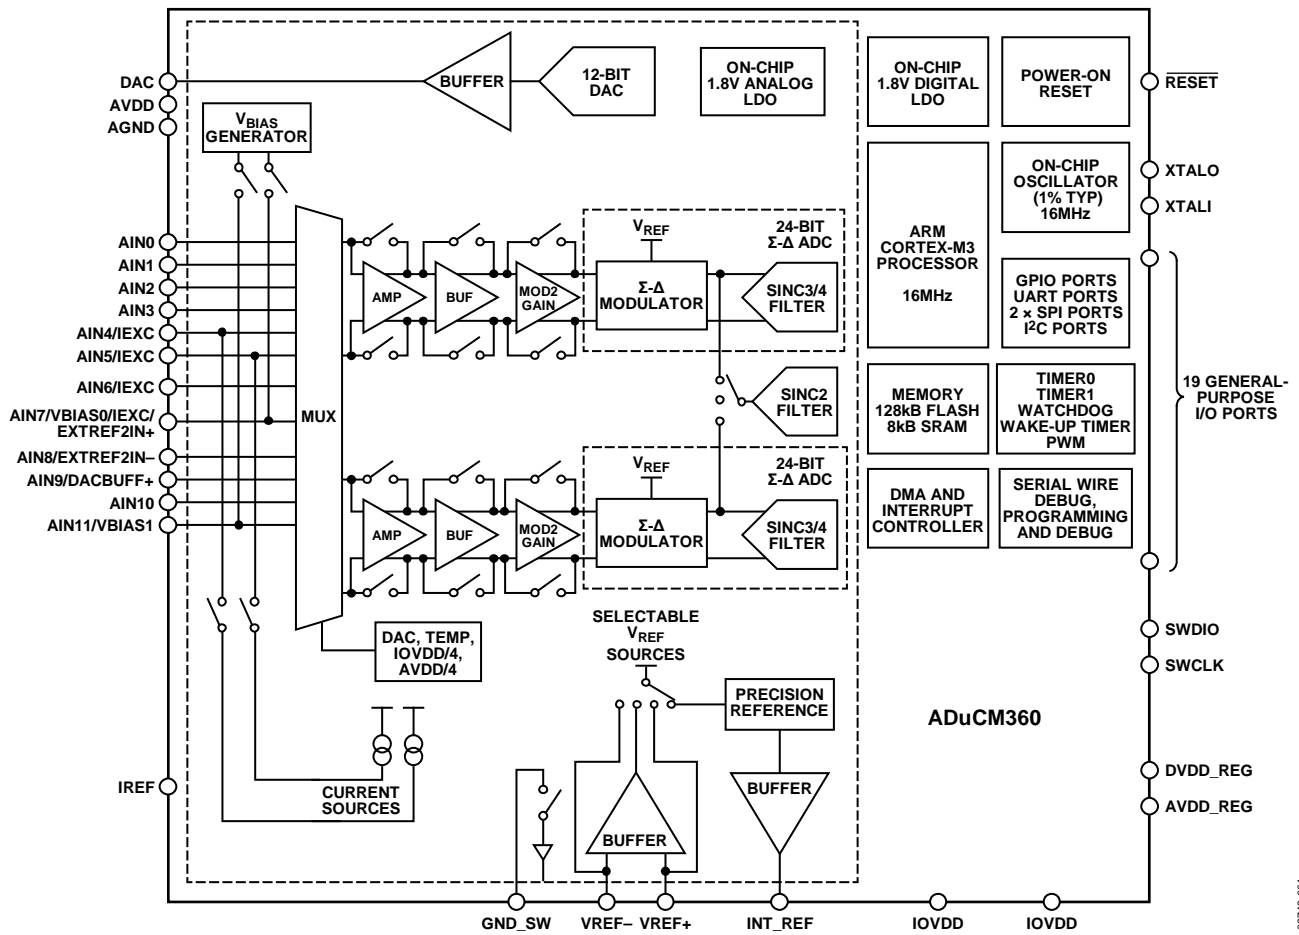 DAC
AVDD
AGND
VBIAS
GENERATOR
BUFFER
12-BIT
DAC
ON-CHIP
1.8V ANALOG
LDO
ON-CHIP
1.8V DIGITAL
LDO
POWER-ON
RESET
RESET
XTALO
XTALI
ON-CHIP
OSCILLATOR
(1% TYP)
16MHz
ARM
CORTEX-M3
PROCESSOR
16MHz
GPIO PORTS
UART PORTS
2 × SPI PORTS
I2C PORTS
19 GENERAL-
PURPOSE
I/O PORTS
MEMORY
128kB FLASH
8kB SRAM
TIMER0
TIMER1
WATCHDOG
WAKE-UP TIMER
PWM
DMA AND
INTERRUPT
CONTROLLER
SERIAL WIRE
DEBUG,
PROGRAMMING
AND DEBUG
AIN0
AIN1
AIN2
AIN3
AIN4/IEXC
AIN5/IEXC
AIN6/IEXC
AIN7/VBIAS0/IEXC/
EXTREF2IN+
AIN8/EXTREF2IN–
AIN9/DACBUFF+
AIN10
AIN11/VBIAS1
MUX
AMP
BUF
MOD2
GAIN
VREF
24-BIT
Σ-Δ ADC
Σ-Δ
MODULATOR
SINC3/4
FILTER
SINC2
FILTER
AMP
BUF
MOD2
GAIN
VREF
24-BIT
Σ-Δ ADC
Σ-Δ
MODULATOR
SINC3/4
FILTER
DAC, TEMP,
IOVDD/4,
AVDD/4
SELECTABLE
VREF
SOURCES
PRECISION
REFERENCE
BUFFER
BUFFER
CURRENT
SOURCES
IREF
ADuCM360
SWDIO
SWCLK
DVDD_REG
AVDD_REG
GND_SW
VREF–
VREF+
INT_REF
IOVDD
IOVDD